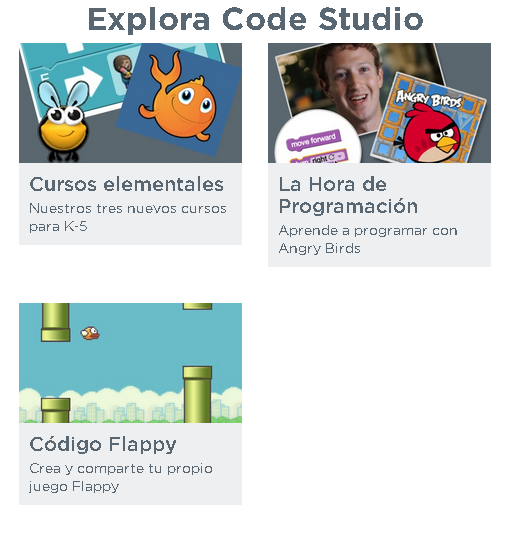 Explora Code Studio
ANGRY BIRDS
move forward
right
Cursos elementales
Nuestros tres nuevos cursos
para K-5
La Hora de
Programación
Aprende a programar con
Angry Birds
Código Flappy
Crea y comparte tu propio
juego Flappy